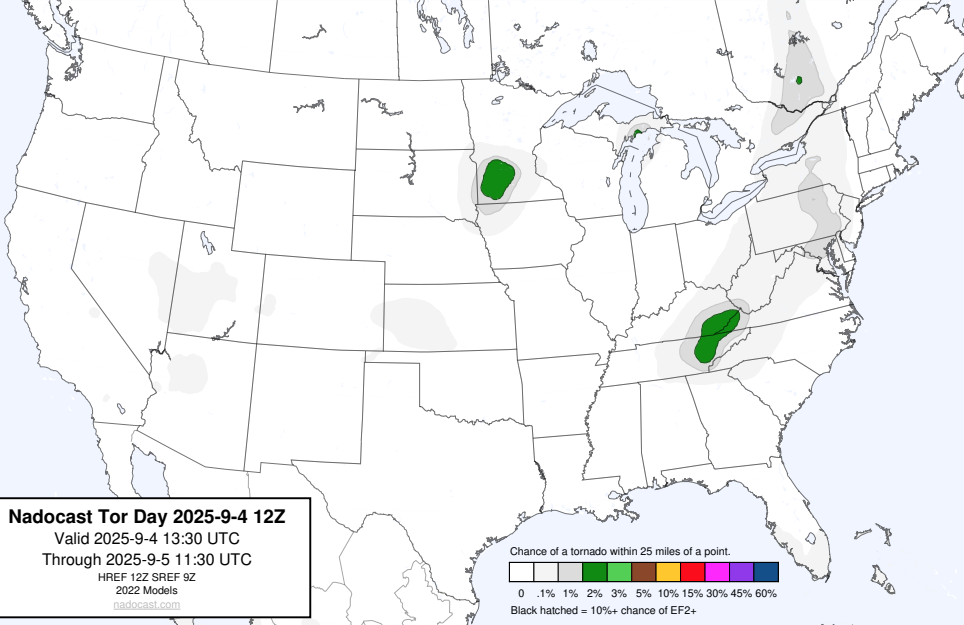 Nadocast Tor Day 2025-9-4 12Z
Valid 2025-9-4 13:30 UTC
Through 2025-9-5 11:30 UTC
HREF 12Z SREF 9Z
2022 Models
nadocast.com
Chance of a tornado within 25 miles of a point.
0 .1% 1% 2% 3% 5% 10% 15% 30% 45% 60%
Black hatched = 10%+ chance of EF2+